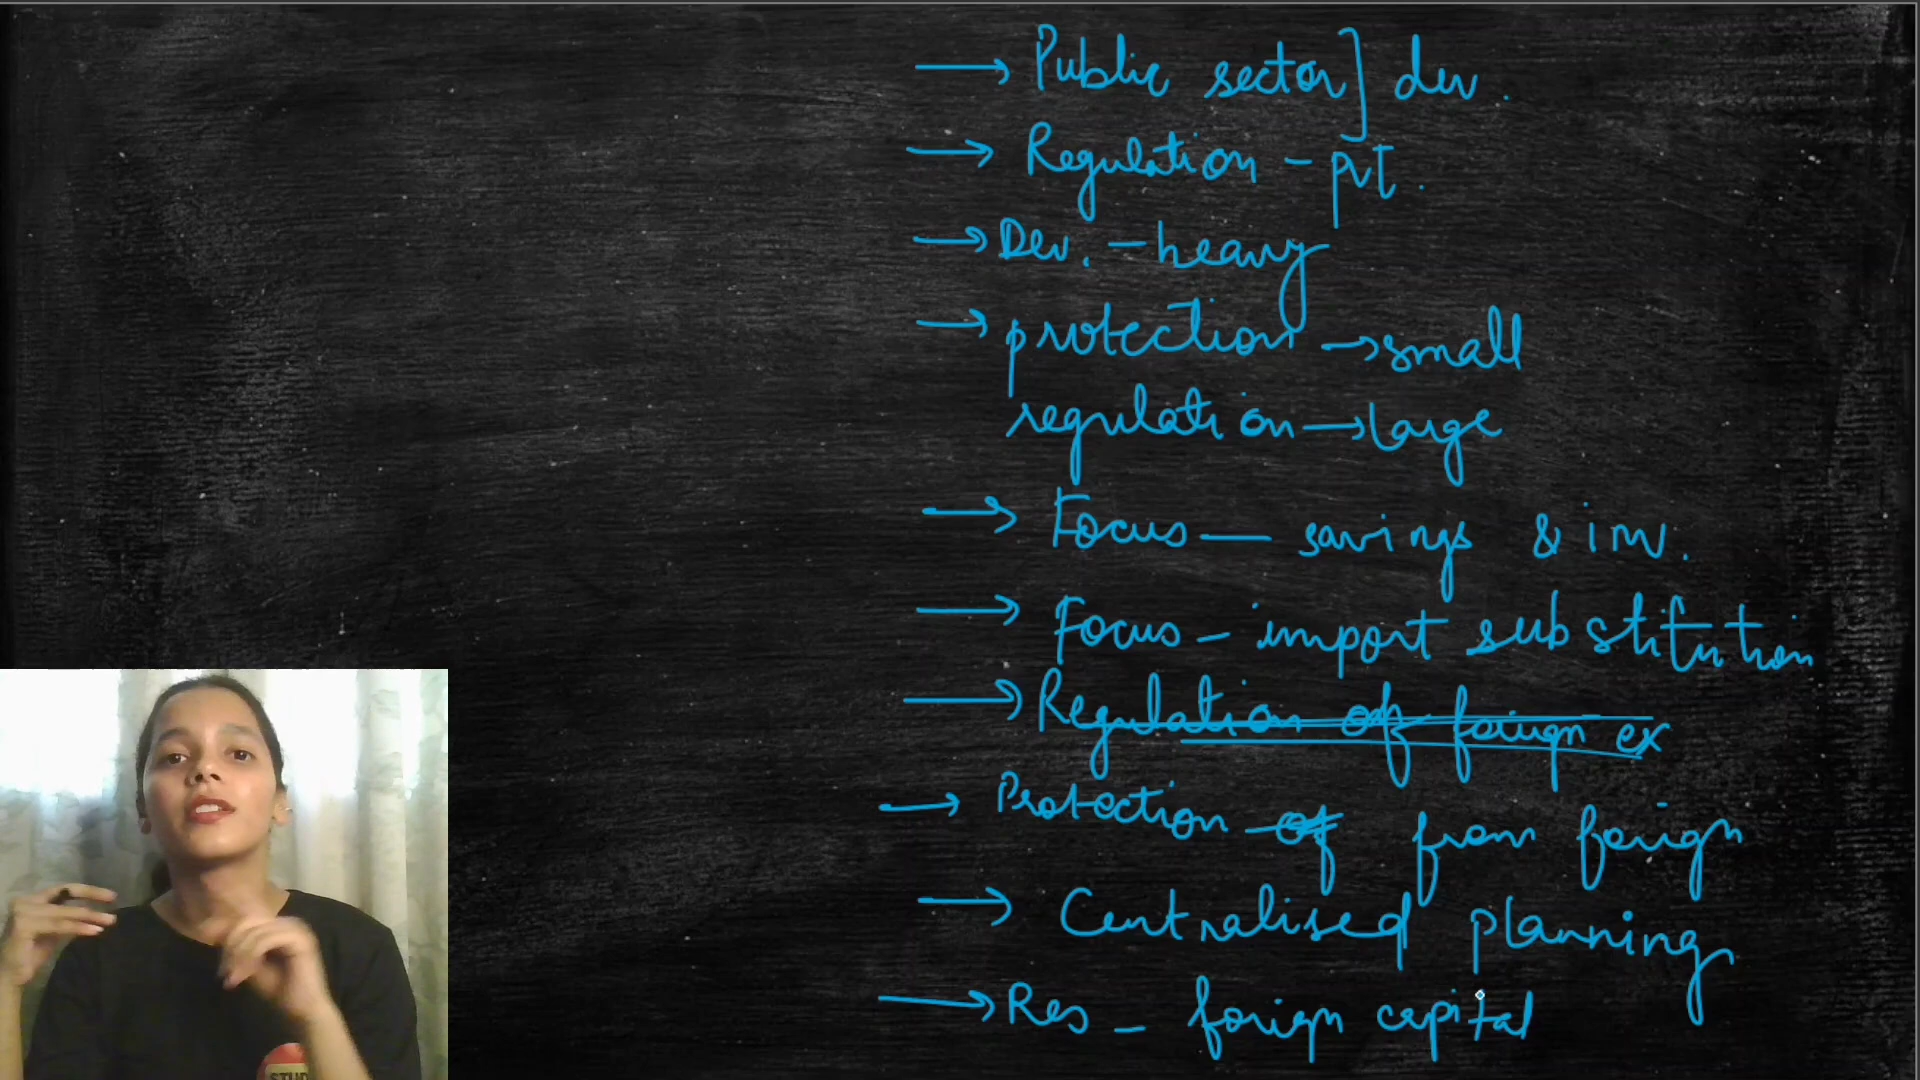 → Public sector] dev.
→ Regulation - pvt.
→ Dev. - heavy
→ protection → small
regulation → large
→ Focus — savings & inv.
→ Focus - import substitution
→ Regulation of foreign ex
→ Protection of from foreign
→ Centralised planning
→ Res - foreign capital
STUD